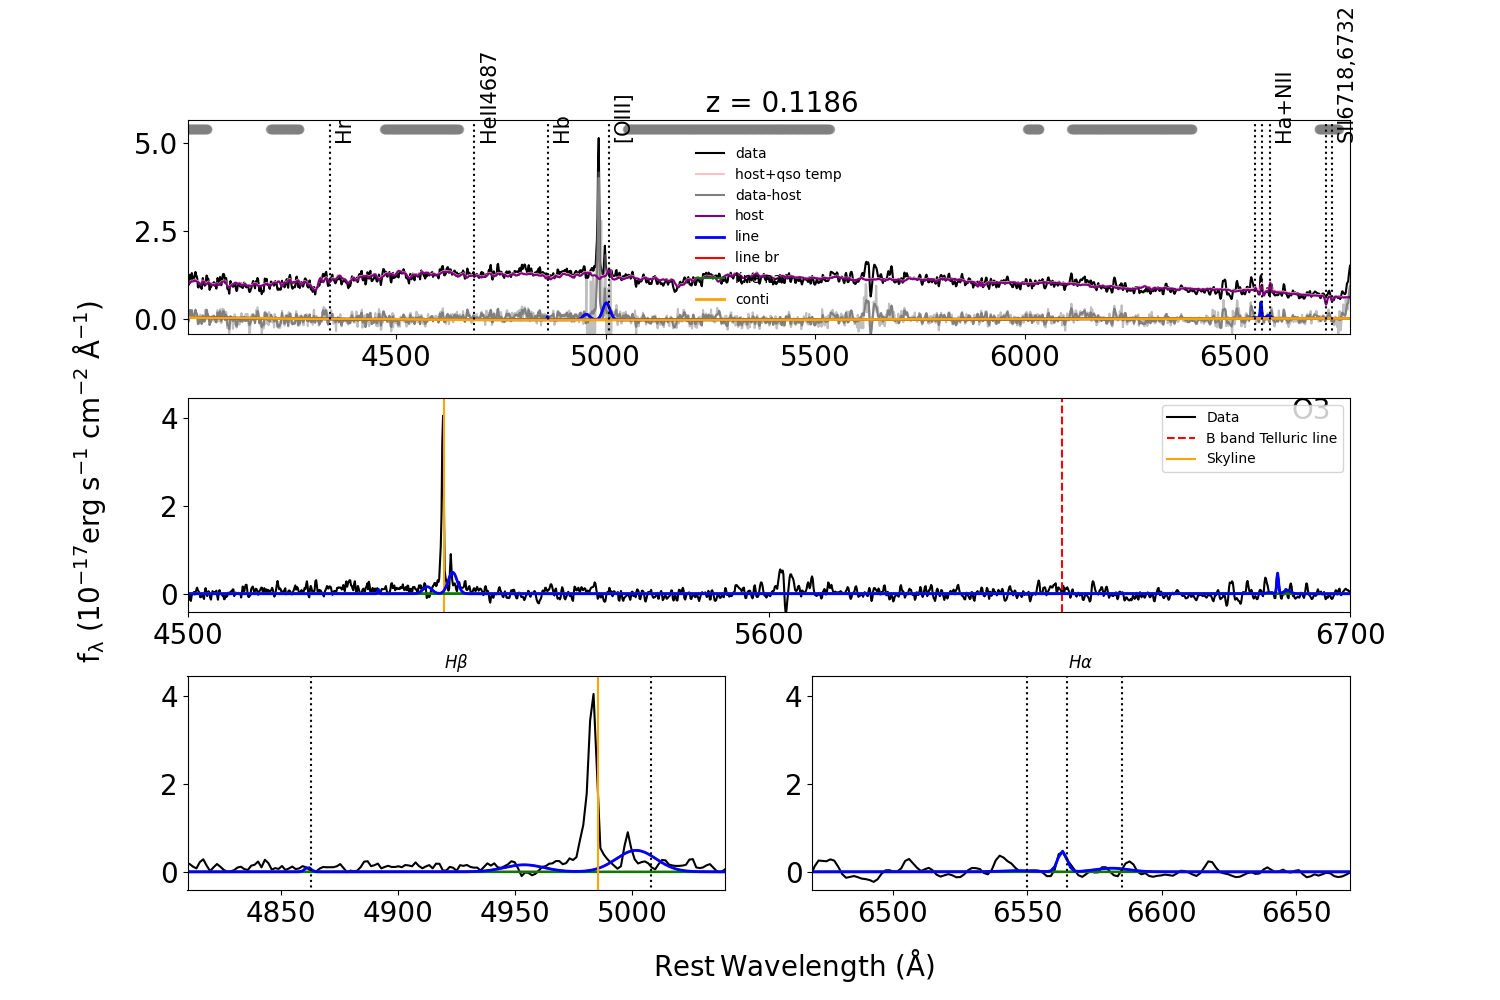 z = 0.1186
Hr
HeII4687
Hb
[OIII]
Ha+NII
SII6718,6732
5.0
2.5
0.0
data
host+qso temp
data-host
host
line
line br
conti
4500 5000 5500 6000 6500
f_λ (10^−17 erg s^−1 cm^−2 Å^−1)
O3
4
2
0
Data
B band Telluric line
Skyline
4500 5600 6700
Hβ
4
2
0
4850 4900 4950 5000
Hα
4
2
0
6500 6550 6600 6650
Rest Wavelength (Å)